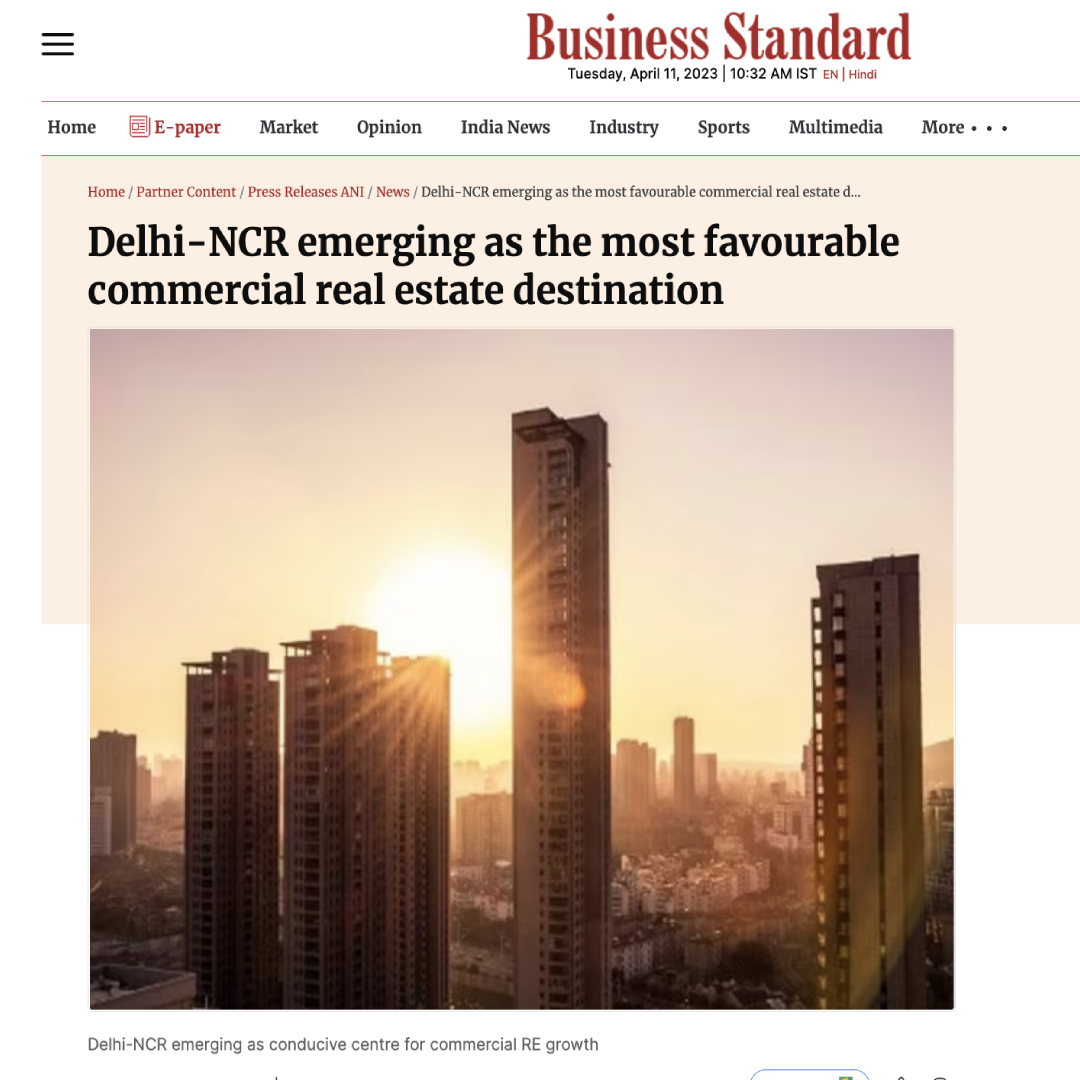 Business Standard
Tuesday, April 11, 2023 | 10:32 AM IST EN | Hindi
Home E-paper Market Opinion India News Industry Sports Multimedia More
Home / Partner Content / Press Releases ANI / News / Delhi-NCR emerging as the most favourable commercial real estate d...
Delhi-NCR emerging as the most favourable
commercial real estate destination
Delhi-NCR emerging as conducive centre for commercial RE growth